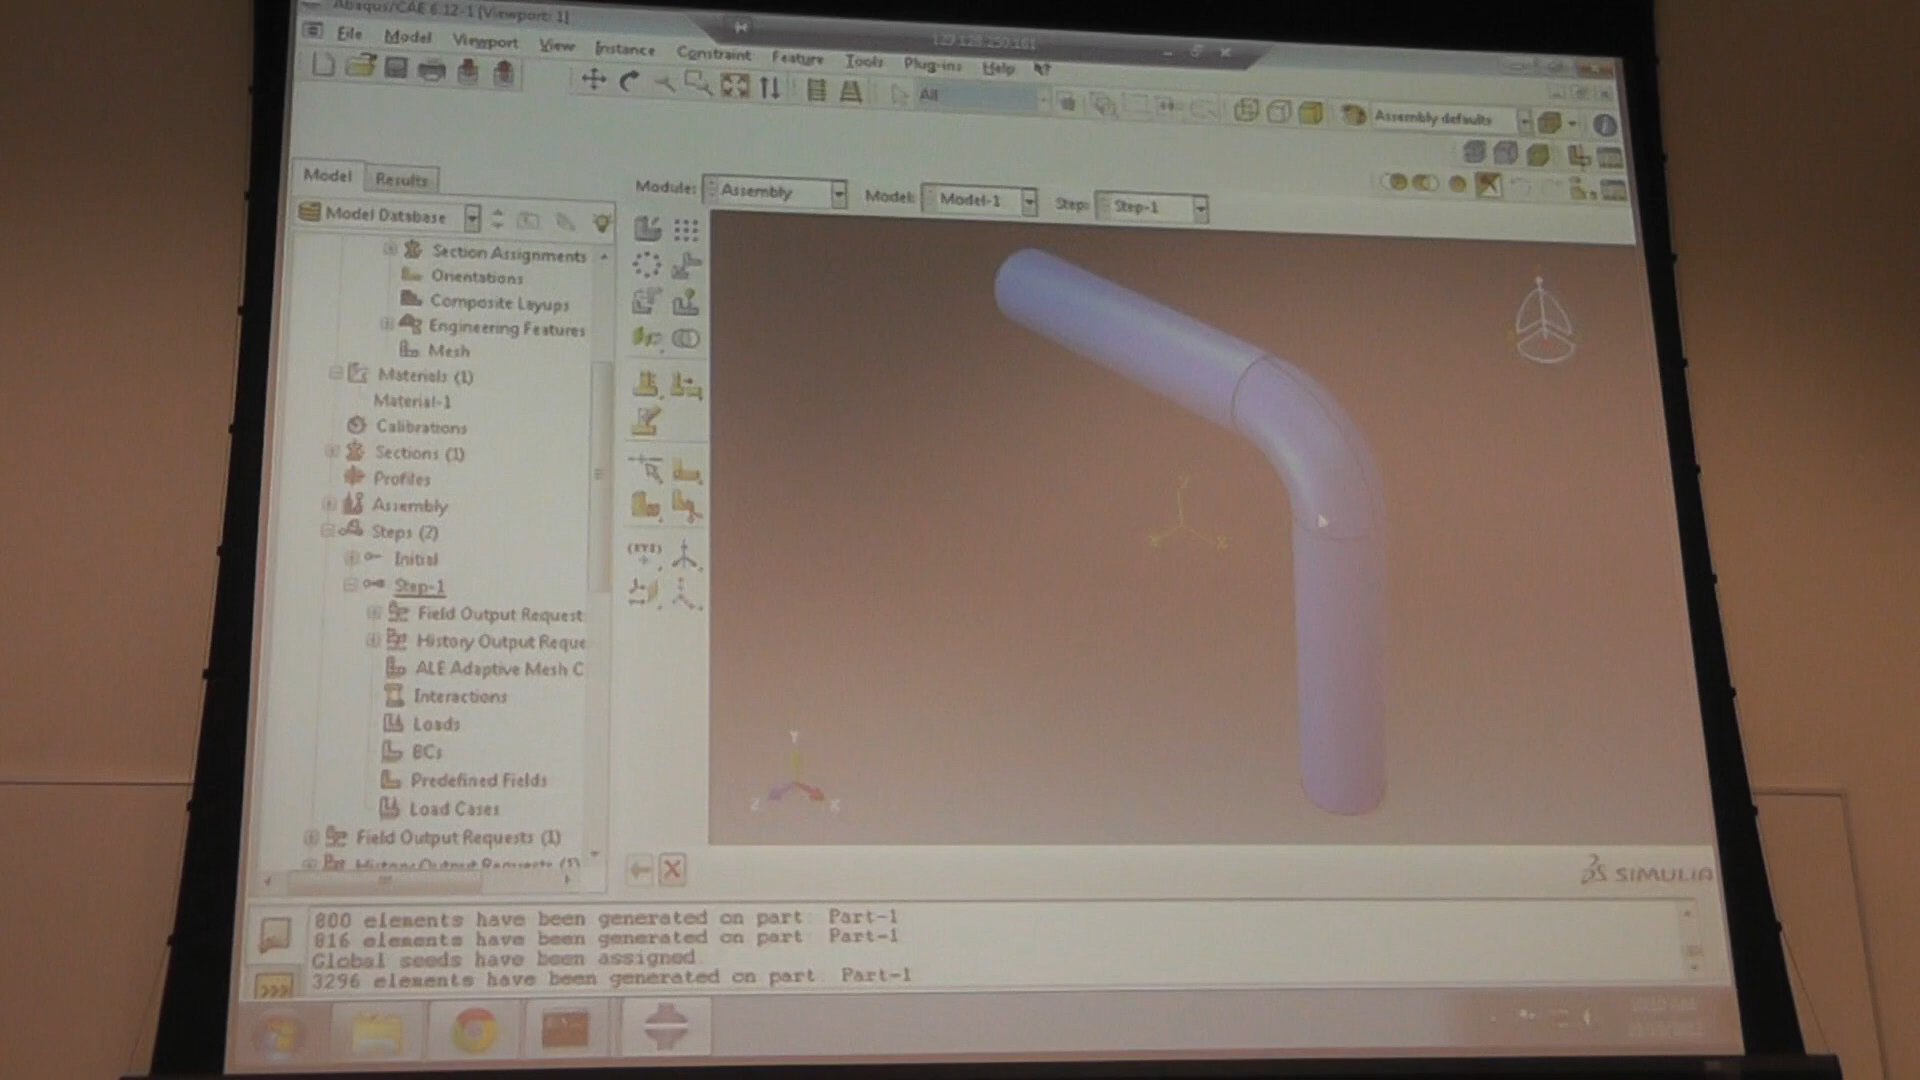 Abaqus/CAE 6.12-1 [Viewport: 1]
File Model Viewport View Instance Constraint Feature Tools Plug-ins Help
All
Assembly defaults
Model Results
Module: Assembly Model: Model-1 Step: Step-1
Model Database
Section Assignments
Orientations
Composite Layups
Engineering Features
Mesh
Materials (1)
Material-1
Calibrations
Sections (1)
Profiles
Assembly
Steps (2)
Initial
Step-1
Field Output Request
History Output Reque
ALE Adaptive Mesh C
Interactions
Loads
BCs
Predefined Fields
Load Cases
Field Output Requests (1)
History Output Requests (1)
(XYZ)
Y
Z X
Y
Z X
SIMULIA
800 elements have been generated on part: Part-1
816 elements have been generated on part: Part-1
Global seeds have been assigned.
3296 elements have been generated on part: Part-1
>>>